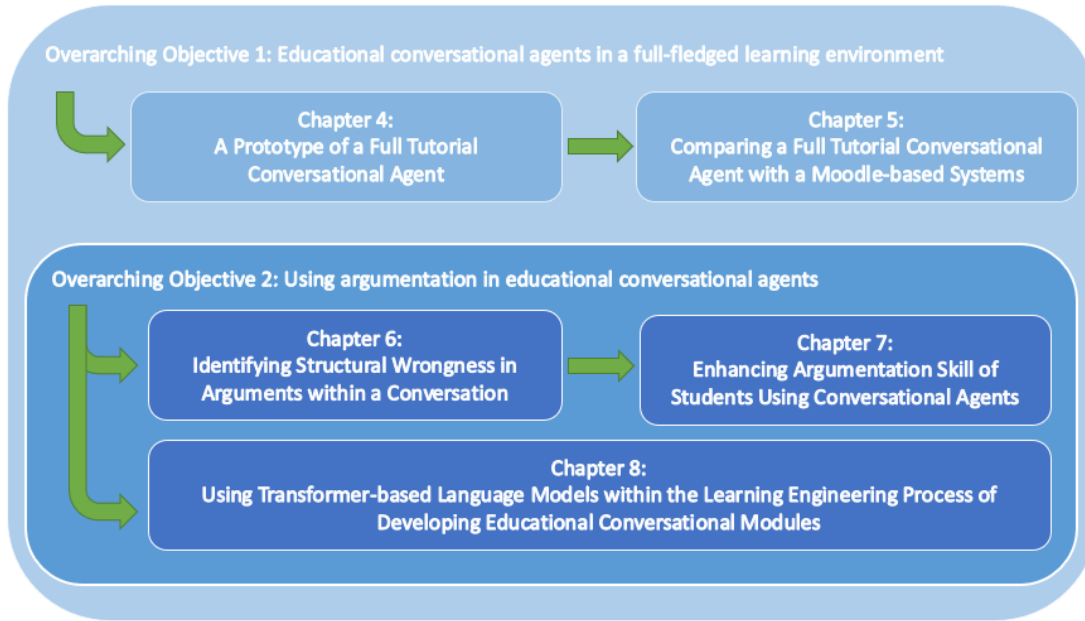 Overarching Objective 1: Educational conversational agents in a full-fledged learning environment
Chapter 4:
A Prototype of a Full Tutorial
Conversational Agent
Chapter 5:
Comparing a Full Tutorial Conversational
Agent with a Moodle-based Systems
Overarching Objective 2: Using argumentation in educational conversational agents
Chapter 6:
Identifying Structural Wrongness in
Arguments within a Conversation
Chapter 7:
Enhancing Argumentation Skill of
Students Using Conversational Agents
Chapter 8:
Using Transformer-based Language Models within the Learning Engineering Process of
Developing Educational Conversational Modules